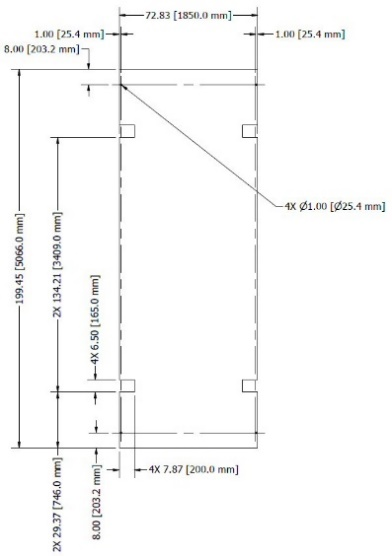 72.83 [1850.0 mm]
1.00 [25.4 mm]
1.00 [25.4 mm]
8.00 [203.2 mm]
4X Ø1.00 [Ø25.4 mm]
199.45 [5066.0 mm]
2X 134.21 [3409.0 mm]
4X 6.50 [165.0 mm]
4X 7.87 [200.0 mm]
2X 29.37 [746.0 mm]
8.00 [203.2 mm]